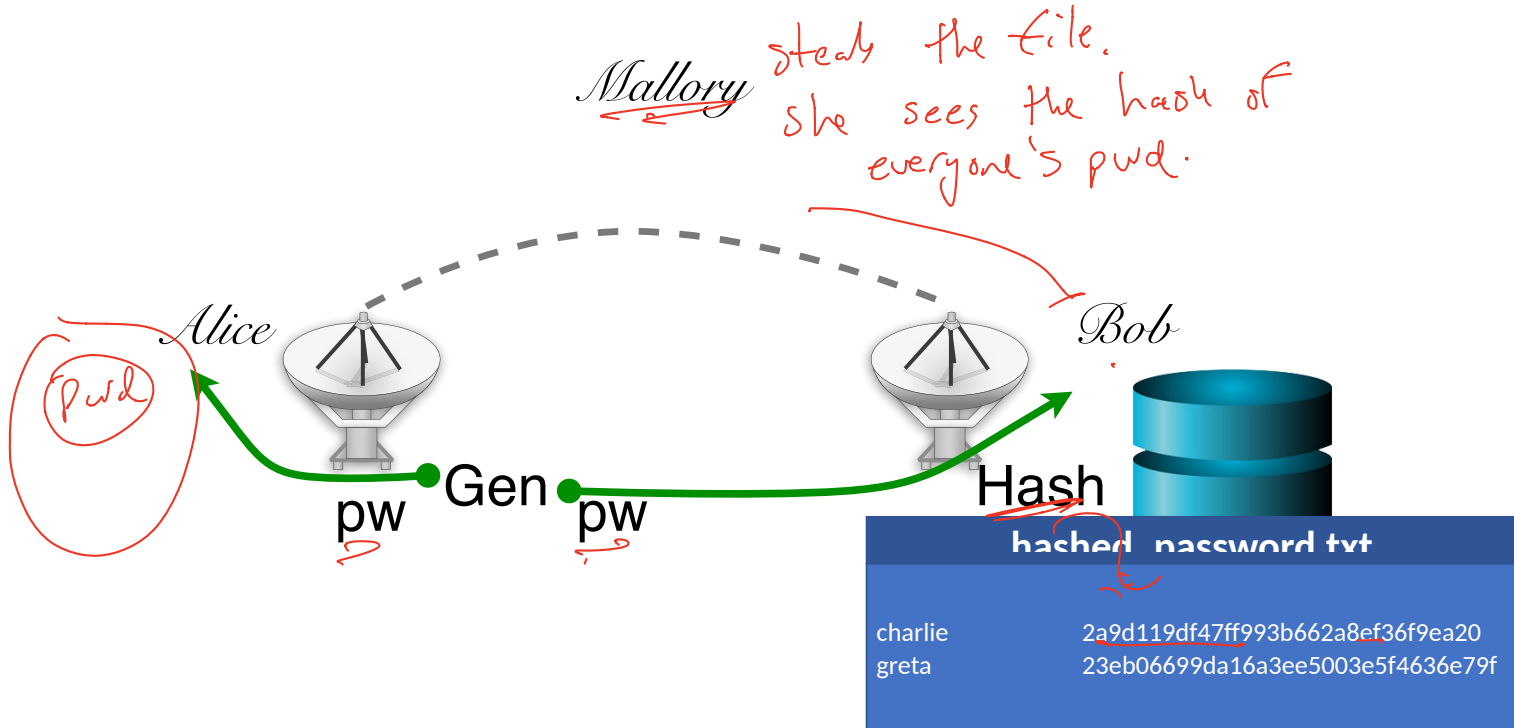 steals the file.
Mallory
she sees the hash of
everyone's pwd.
Alice
Bob
pwd
Gen
Hash
pw
pw
hashed_password.txt
charlie 2a9d119df47ff993b662a8ef36f9ea20
greta 23eb06699da16a3ee5003e5f4636e79f